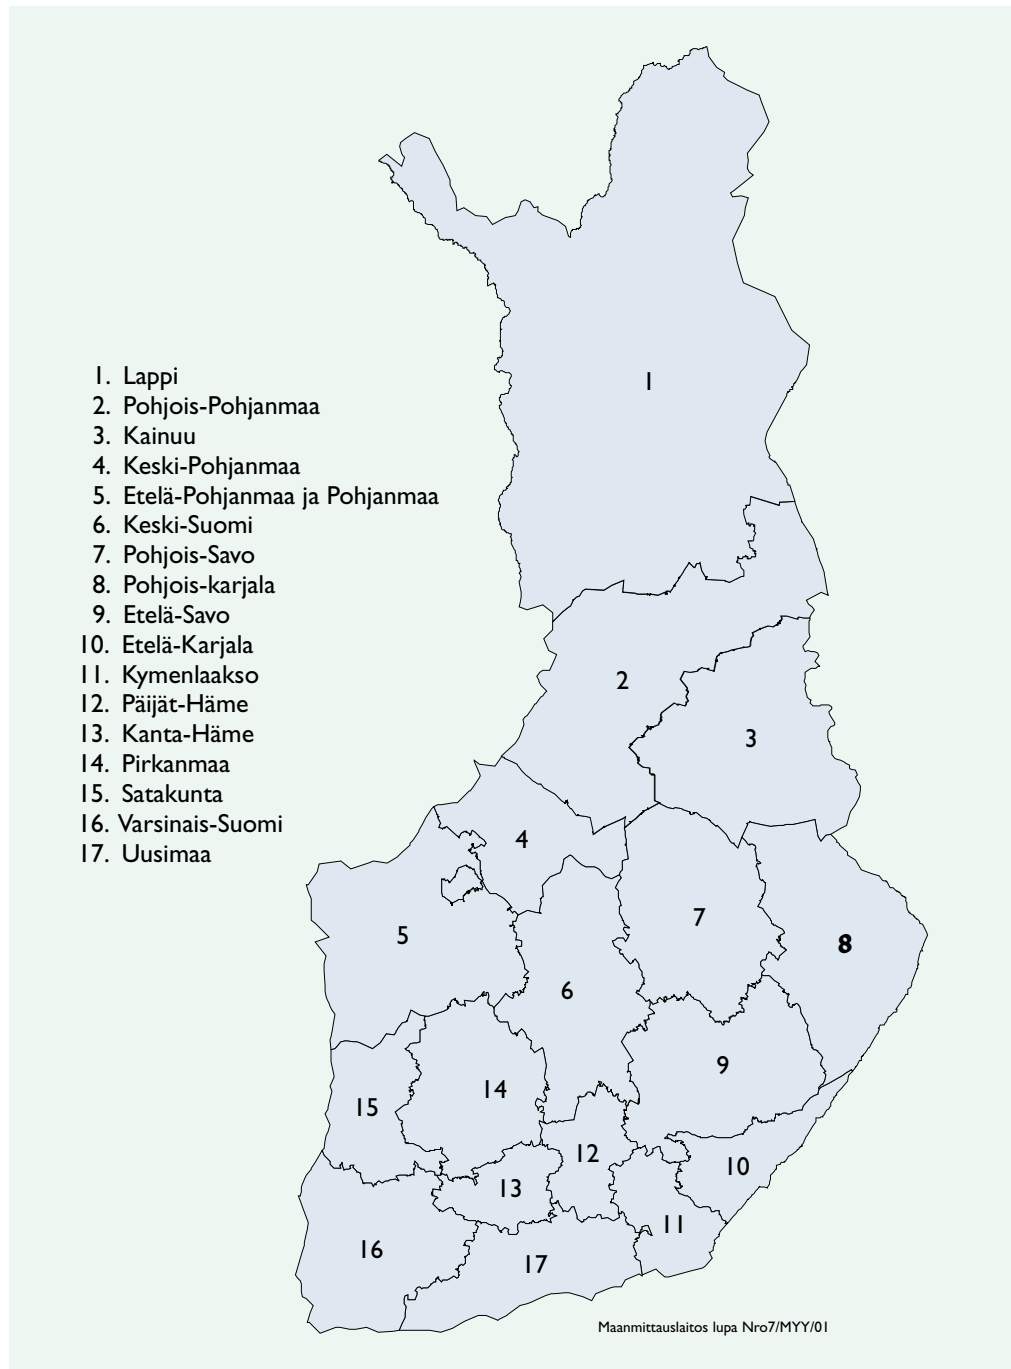 1. Lappi
2. Pohjois-Pohjanmaa
3. Kainuu
4. Keski-Pohjanmaa
5. Etelä-Pohjanmaa ja Pohjanmaa
6. Keski-Suomi
7. Pohjois-Savo
8. Pohjois-karjala
9. Etelä-Savo
10. Etelä-Karjala
11. Kymenlaakso
12. Päijät-Häme
13. Kanta-Häme
14. Pirkanmaa
15. Satakunta
16. Varsinais-Suomi
17. Uusimaa
1
2
3
4
5
6
7
8
9
10
11
12
13
14
15
16
17
Maanmittauslaitos lupa Nro7/MYY/01